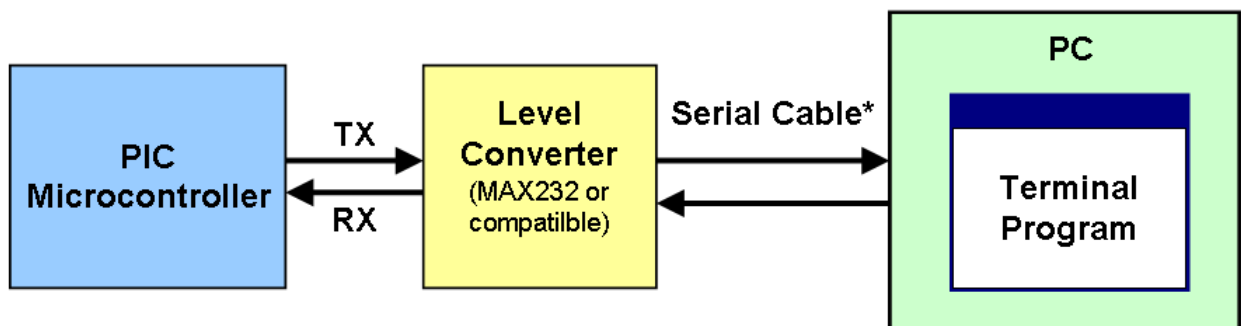 PIC
Microcontroller
TX
RX
Level
Converter
(MAX232 or
compatilble)
Serial Cable*
PC
Terminal
Program